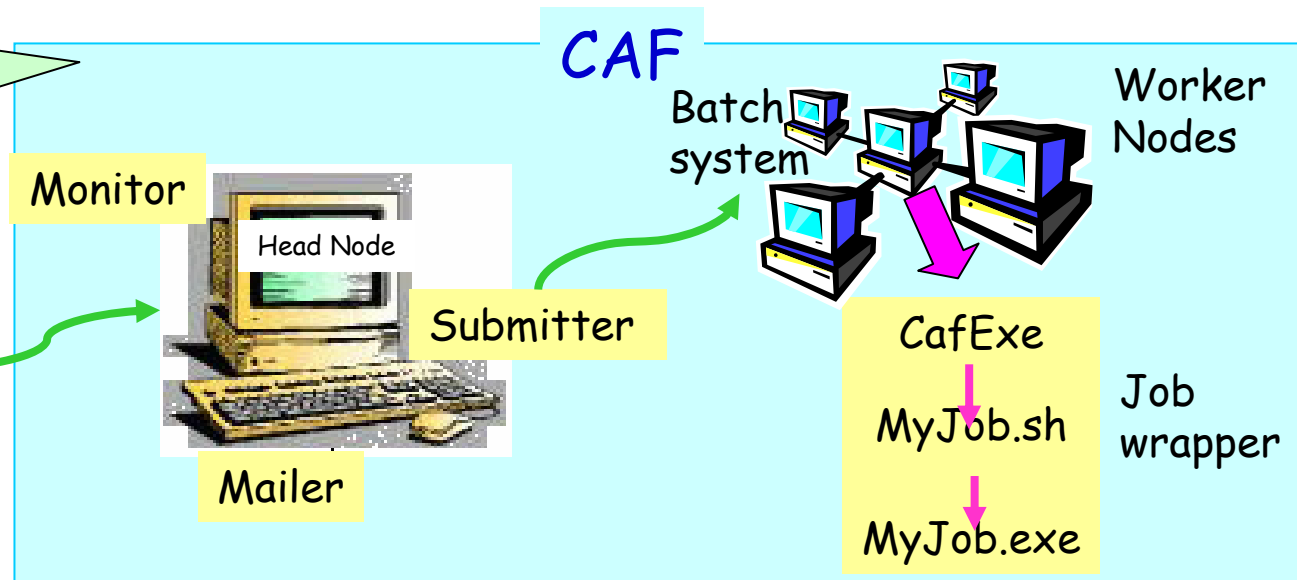 CAF
Monitor
Head Node
Submitter
Mailer
Batch
system
Worker
Nodes
CafExe
MyJob.sh
MyJob.exe
Job
wrapper